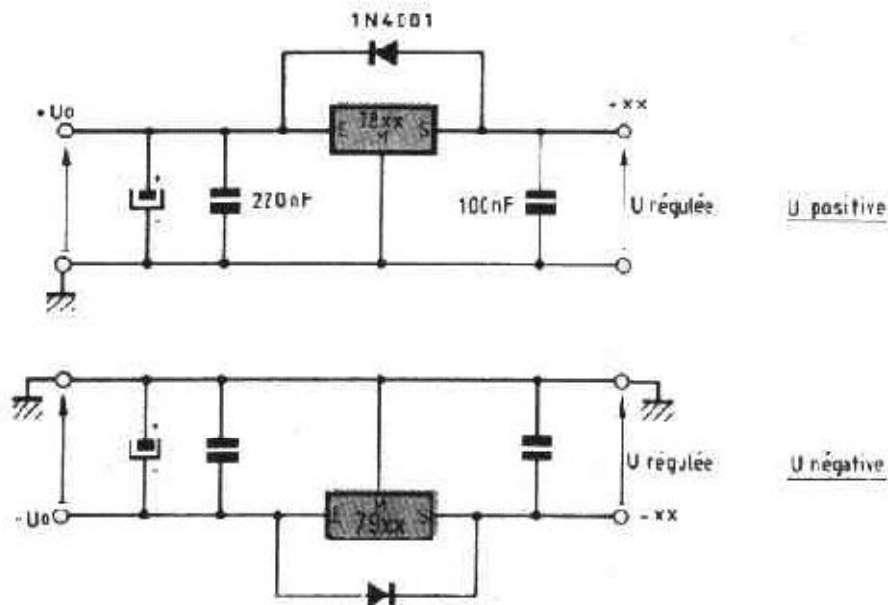 1N4001
+Uo
+xx
E 78xx S
M
+
-
220nF
100nF
U régulée
U positive
+
-
U régulée
U négative
M
E 79xx S
-Uo
-xx